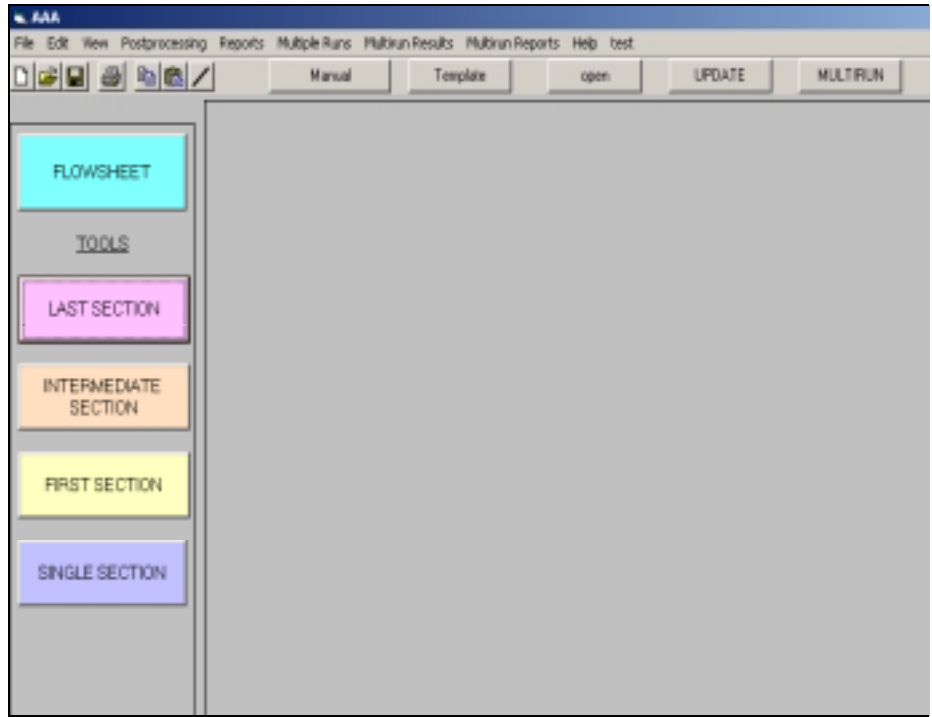 AAA
File Edit View Postprocessing Reports Multiple Runs Multirun Results Multirun Reports Help test
Manual Template open UPDATE MULTIRUN
FLOWSHEET
TOOLS
LAST SECTION
INTERMEDIATE
SECTION
FIRST SECTION
SINGLE SECTION